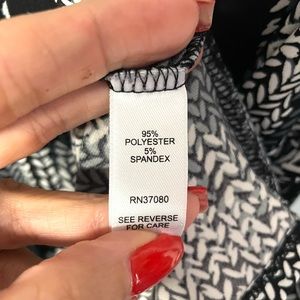 95%
POLYESTER
5%
SPANDEX
RN37080
SEE REVERSE
FOR CARE